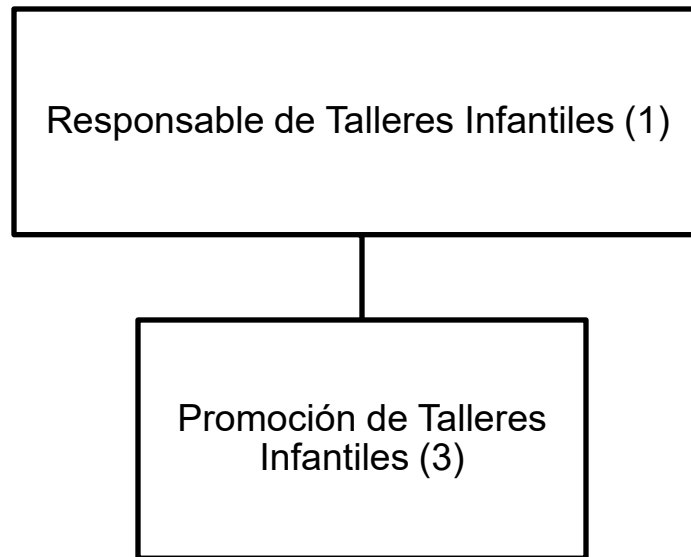 Responsable de Talleres Infantiles (1)
Promoción de Talleres
Infantiles (3)